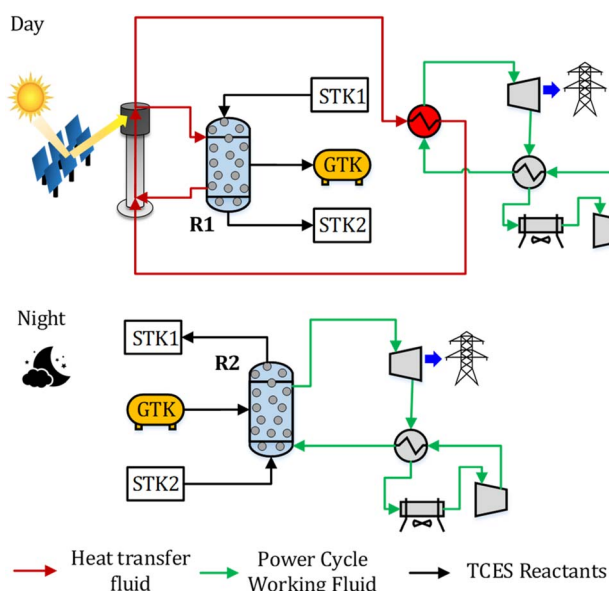 Day
STK1
GTK
R1
STK2
Night
STK1
R2
GTK
STK2
Heat transfer
fluid
Power Cycle
Working Fluid
TCES Reactants